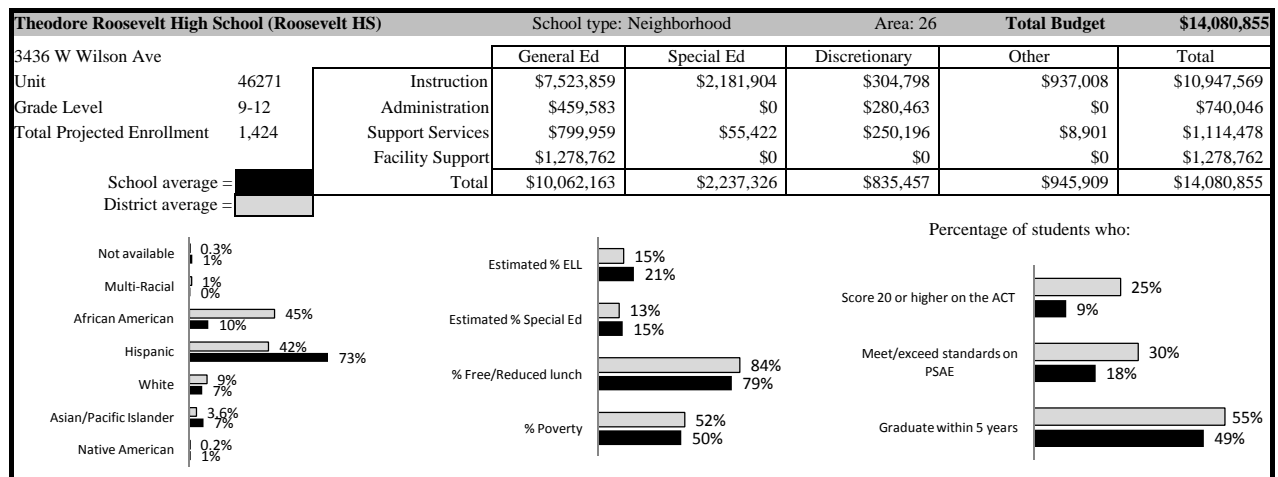 Theodore Roosevelt High School (Roosevelt HS) School type: Neighborhood Area: 26 Total Budget $14,080,855
3436 W Wilson Ave General Ed Special Ed Discretionary Other Total
Unit 46271 Instruction $7,523,859 $2,181,904 $304,798 $937,008 $10,947,569
Grade Level 9-12 Administration $459,583 $0 $280,463 $0 $740,046
Total Projected Enrollment 1,424 Support Services $799,959 $55,422 $250,196 $8,901 $1,114,478
Facility Support $1,278,762 $0 $0 $0 $1,278,762
School average = Total $10,062,163 $2,237,326 $835,457 $945,909 $14,080,855
District average =
Not available 0.3%
1%
Multi-Racial 1%
0%
African American 45%
10%
Hispanic 42%
73%
White 9%
7%
Asian/Pacific Islander 3.6%
7%
Native American 0.2%
1%
Estimated % ELL 15%
21%
Estimated % Special Ed 13%
15%
% Free/Reduced lunch 84%
79%
% Poverty 52%
50%
Percentage of students who:
Score 20 or higher on the ACT 25%
9%
Meet/exceed standards on
PSAE
30%
18%
Graduate within 5 years 55%
49%